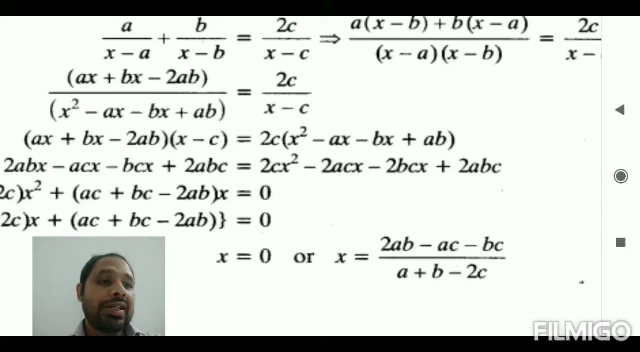 a/(x − a) + b/(x − b) = 2c/(x − c) ⇒ (a(x − b) + b(x − a))/((x − a)(x − b)) = 2c/(x −
(ax + bx − 2ab)/(x² − ax − bx + ab) = 2c/(x − c)
(ax + bx − 2ab)(x − c) = 2c(x² − ax − bx + ab)
2abx − acx − bcx + 2abc = 2cx² − 2acx − 2bcx + 2abc
2c)x² + (ac + bc − 2ab)x = 0
2c)x + (ac + bc − 2ab)} = 0
x = 0 or x = (2ab − ac − bc)/(a + b − 2c)
FILMIGO